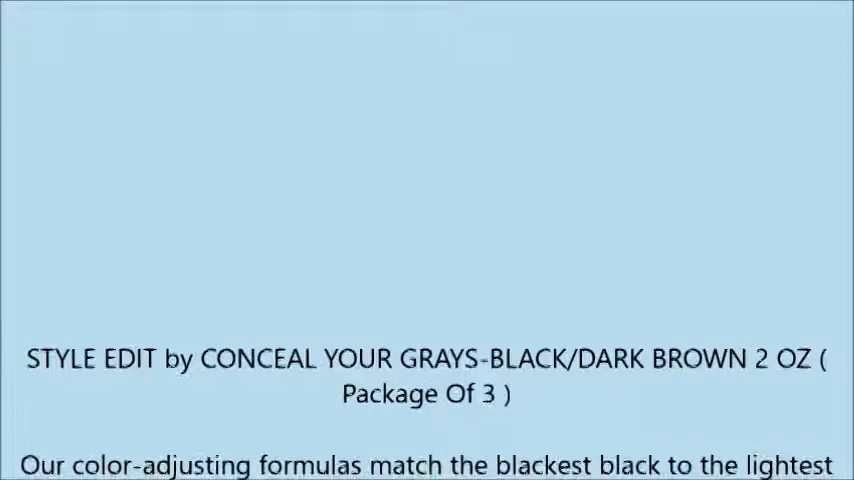 STYLE EDIT by CONCEAL YOUR GRAYS-BLACK/DARK BROWN 2 OZ (
Package Of 3 )
Our color-adjusting formulas match the blackest black to the lightest